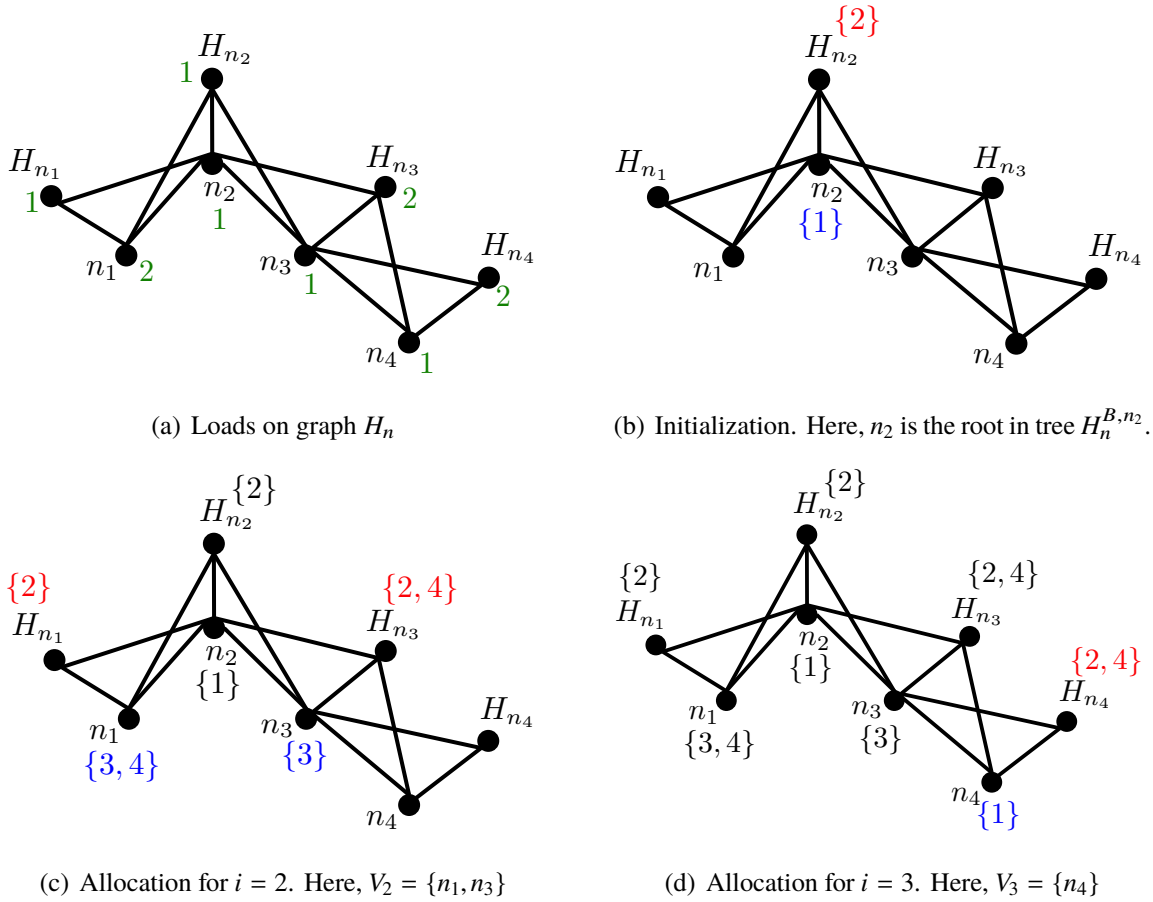 H_{n_2}
1
H_{n_1}
1
n_2
1
H_{n_3}
2
n_1
2
n_3
1
H_{n_4}
2
n_4
1
(a) Loads on graph H_n
{2}
H_{n_2}
H_{n_1}
n_2
{1}
H_{n_3}
n_1
n_3
H_{n_4}
n_4
(b) Initialization. Here, n_2 is the root in tree H_n^{B,n_2}.
{2}
H_{n_2}
{2}
H_{n_1}
{2, 4}
H_{n_3}
n_2
{1}
n_1
{3, 4}
n_3
{3}
H_{n_4}
n_4
(c) Allocation for i = 2. Here, V_2 = {n_1, n_3}
{2}
H_{n_2}
{2}
H_{n_1}
{2, 4}
H_{n_3}
n_2
{1}
{2, 4}
H_{n_4}
n_1
{3, 4}
n_3
{3}
n_4
{1}
(d) Allocation for i = 3. Here, V_3 = {n_4}